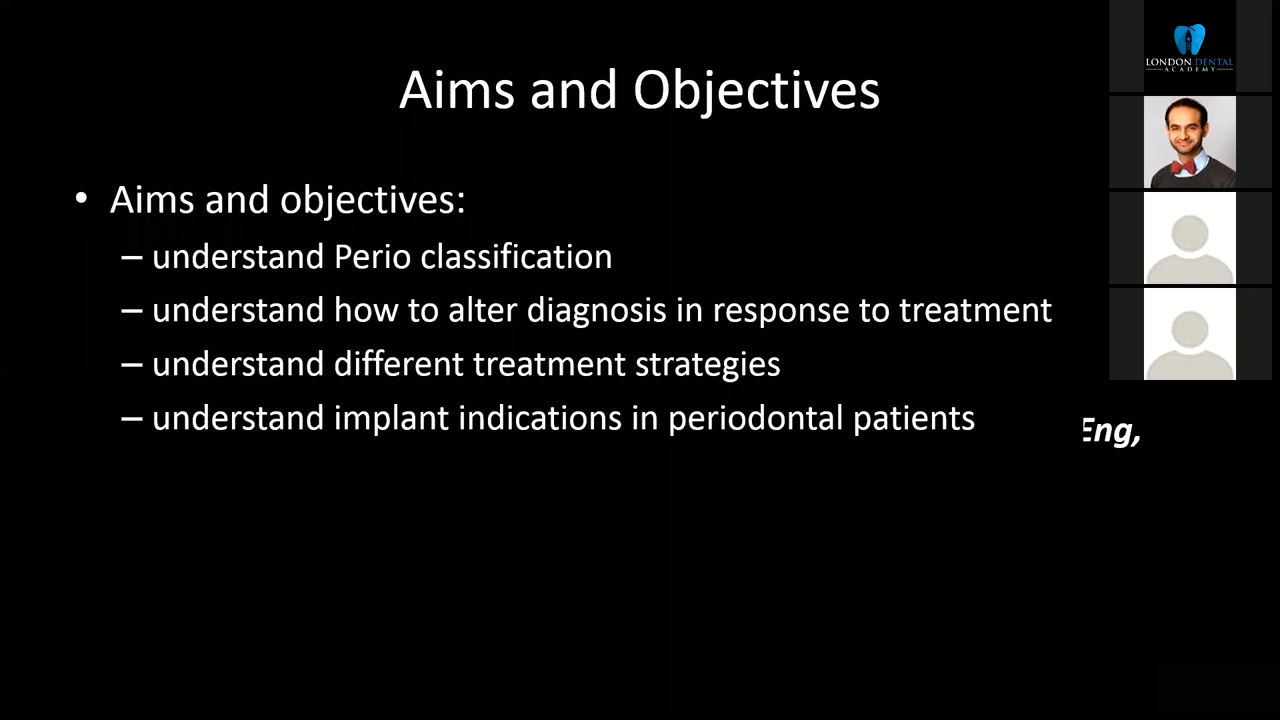 Aims and Objectives
• Aims and objectives:
– understand Perio classification
– understand how to alter diagnosis in response to treatment
– understand different treatment strategies
– understand implant indications in periodontal patients
LONDON DENTAL
ACADEMY
Eng,